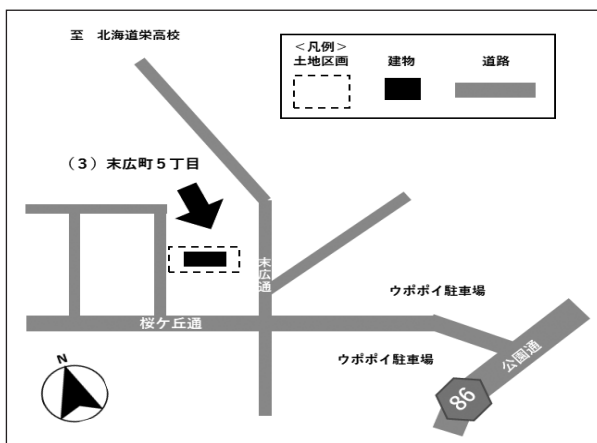 至 北海道栄高校
<凡例>
土地区画
建物
道路
(3)末広町5丁目
末広通
ウポポイ駐車場
桜ケ丘通
ウポポイ駐車場
公園通
86
N